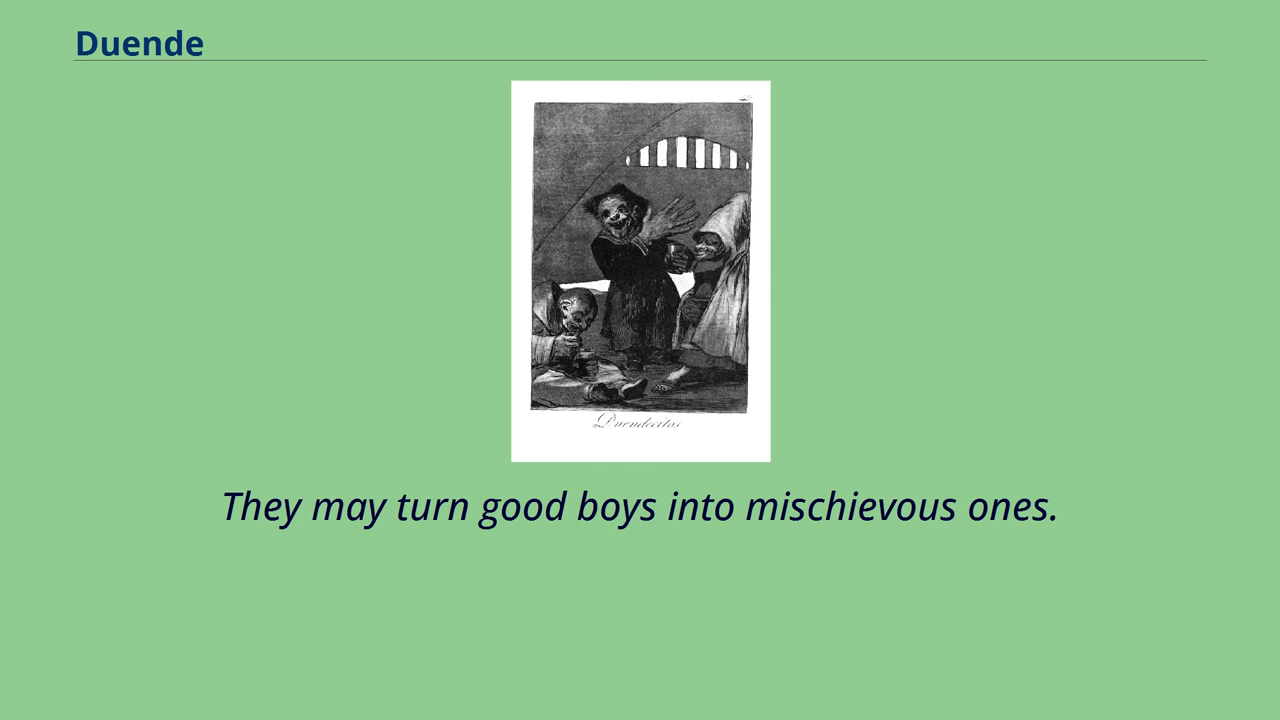 Duende
Duendecitos
They may turn good boys into mischievous ones.